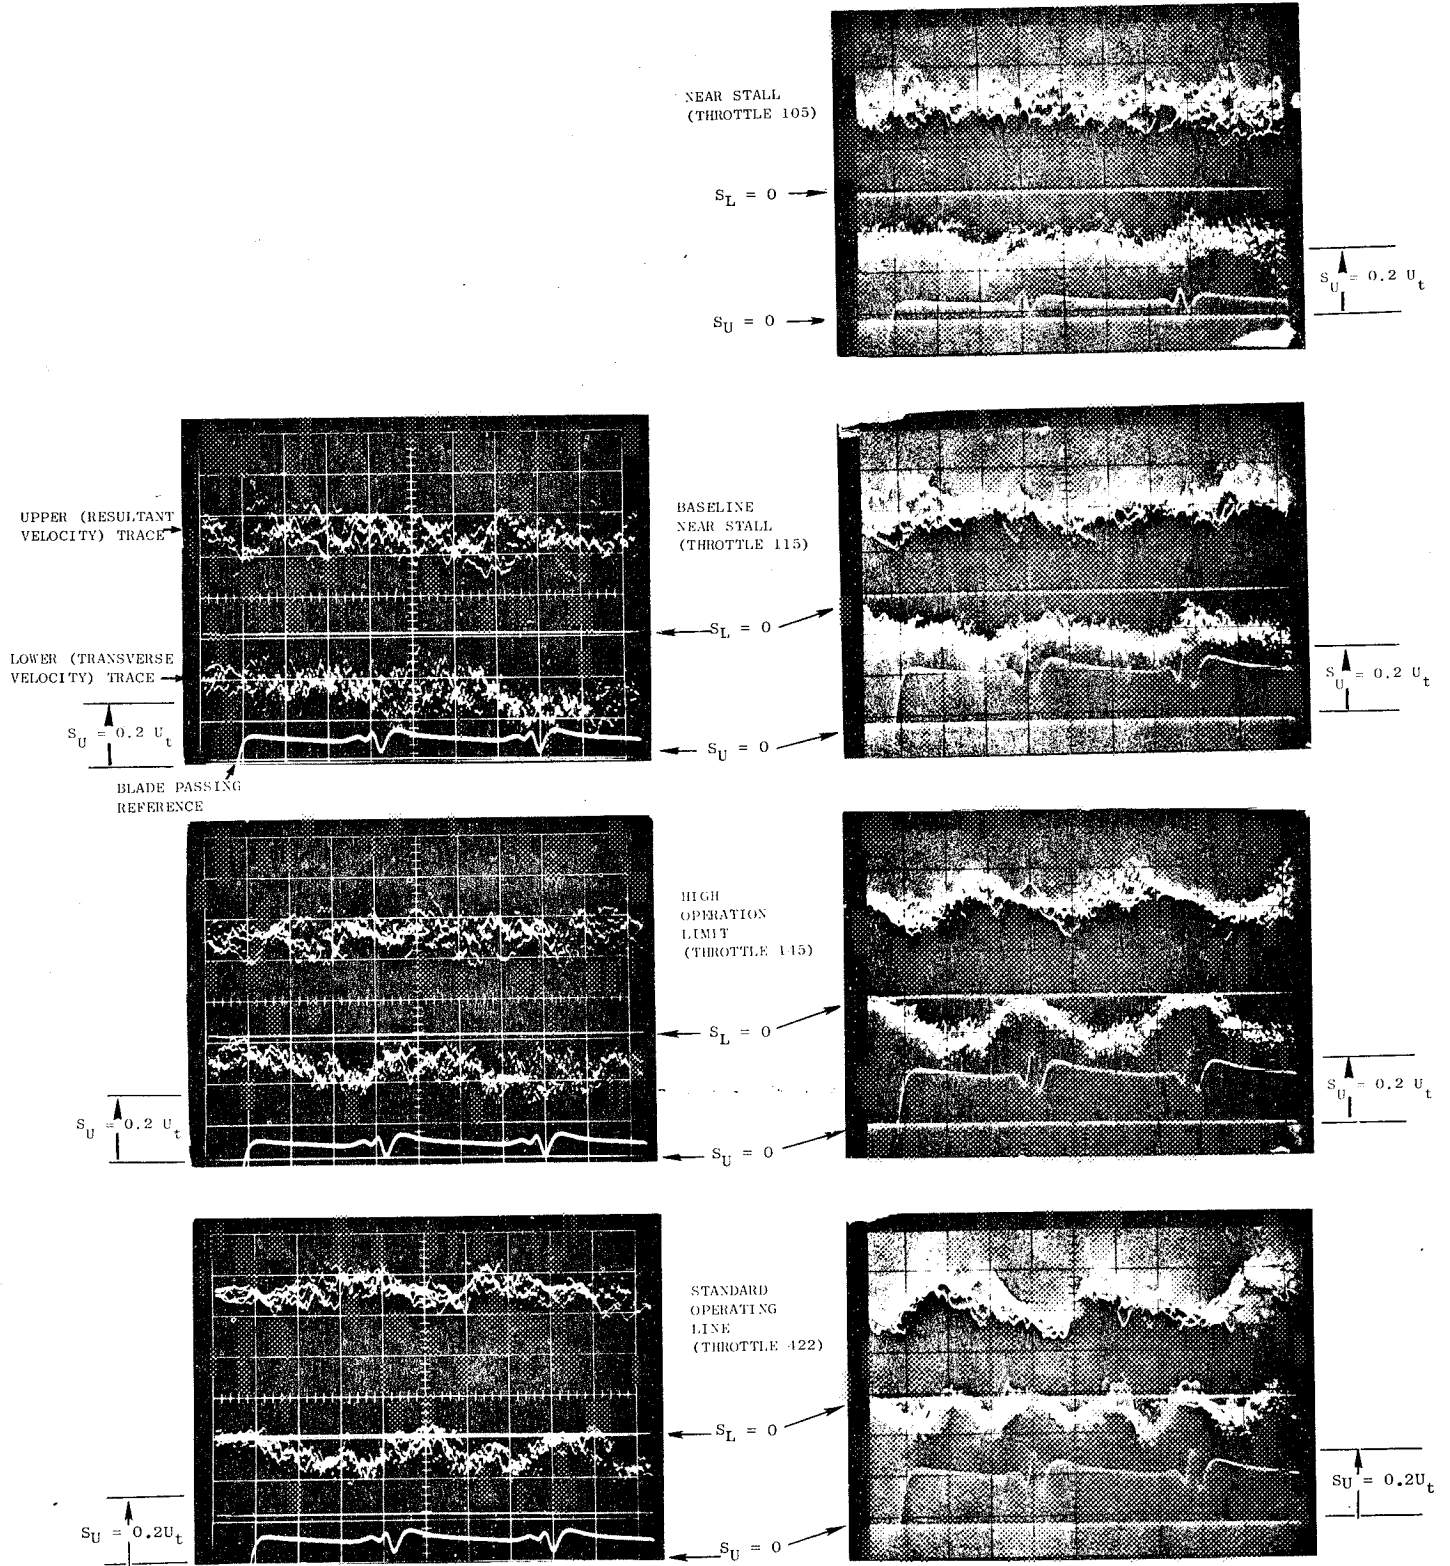 NEAR STALL
(THROTTLE 105)
S_L = 0
S_U = 0.2 U_t
S_U = 0
UPPER (RESULTANT
VELOCITY) TRACE
BASELINE
NEAR STALL
(THROTTLE 115)
S_L = 0
LOWER (TRANSVERSE
VELOCITY) TRACE
S_U = 0.2 U_t
S_U = 0.2 U_t
S_U = 0
BLADE PASSING
REFERENCE
HIGH
OPERATION
LIMIT
(THROTTLE 145)
S_L = 0
S_U = 0.2 U_t
S_U = 0.2 U_t
S_U = 0
STANDARD
OPERATING
LINE
(THROTTLE 422)
S_L = 0
S_U = 0.2U_t
S_U = 0.2U_t
S_U = 0